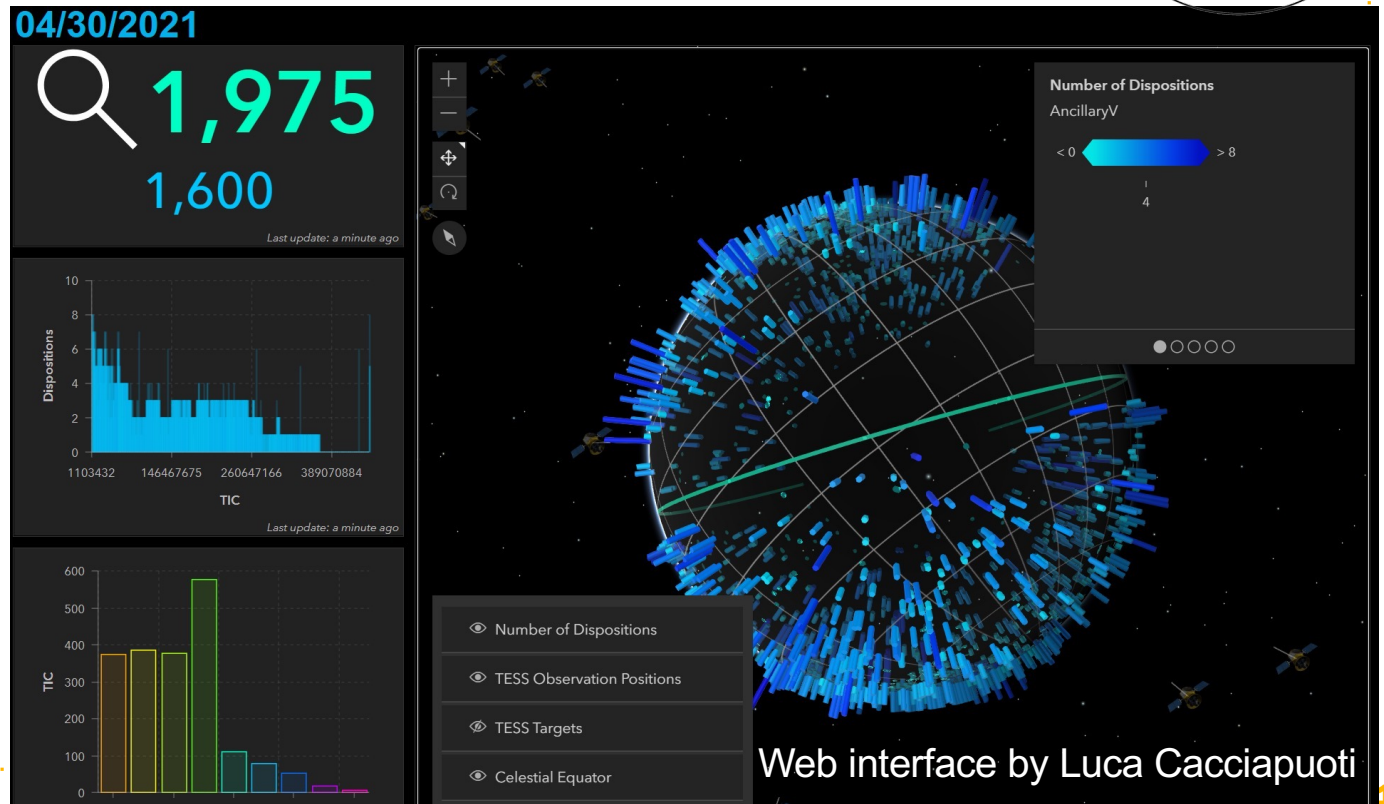 04/30/2021
1,975
1,600
Last update: a minute ago
10
8
6
4
2
0
Dispositions
1103432 146467675 260647166 389070884
TIC
Last update: a minute ago
600
500
400
300
200
100
0
TIC
+
−
Number of Dispositions
AncillaryV
< 0 > 8
4
Number of Dispositions
TESS Observation Positions
TESS Targets
Celestial Equator
Web interface by Luca Cacciapuoti